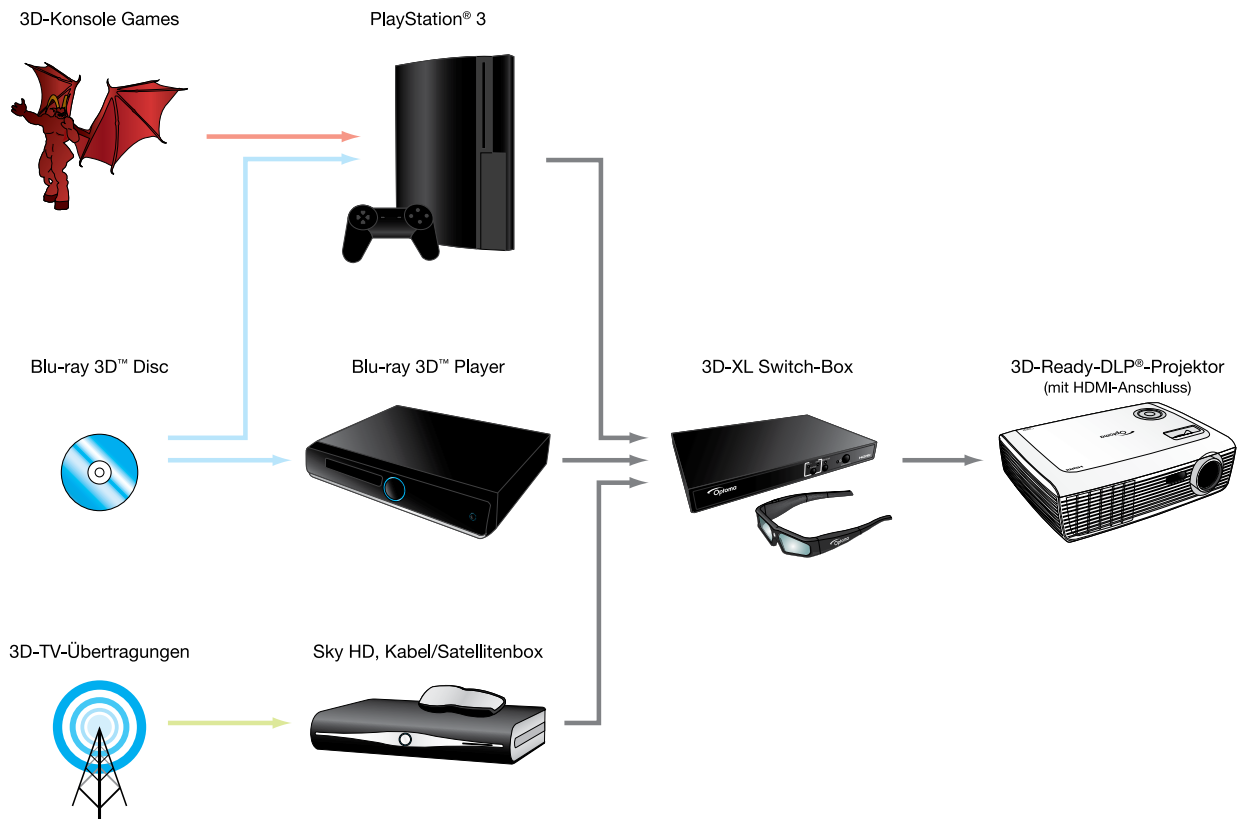 3D-Konsole Games
PlayStation® 3
Blu-ray 3D™ Disc
Blu-ray 3D™ Player
3D-XL Switch-Box
3D-Ready-DLP®-Projektor
(mit HDMI-Anschluss)
Optoma
Optoma
Optoma
3D-TV-Übertragungen
Sky HD, Kabel/Satellitenbox